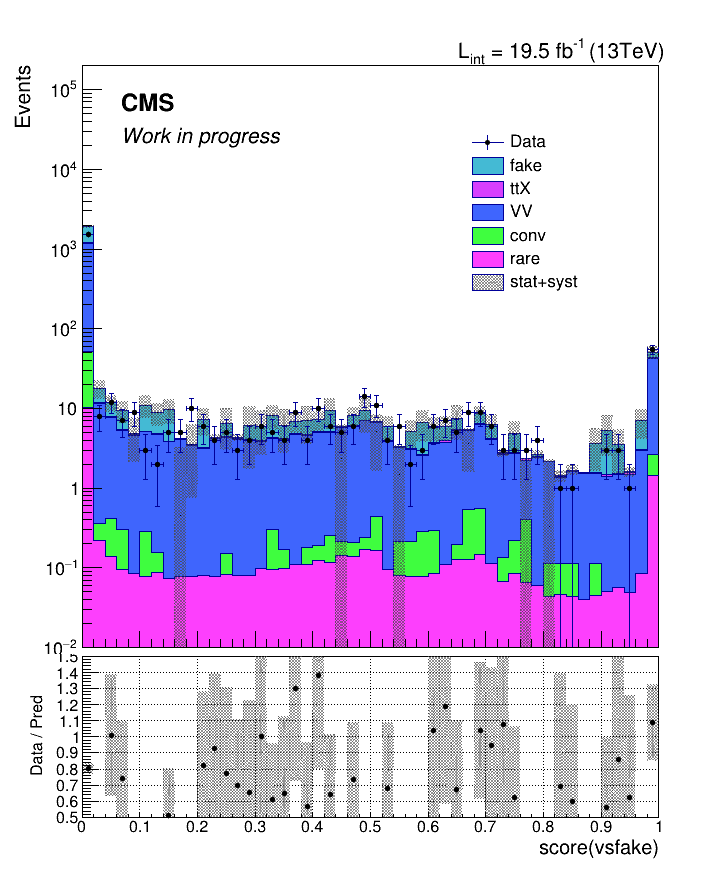 L_int = 19.5 fb^-1 (13TeV)
Events
CMS
Work in progress
Data
fake
ttX
VV
conv
rare
stat+syst
10^5
10^4
10^3
10^2
10
1
10^-1
10^-2
Data / Pred
1.5
1.4
1.3
1.2
1.1
1
0.9
0.8
0.7
0.6
0.5
0 0.1 0.2 0.3 0.4 0.5 0.6 0.7 0.8 0.9 1
score(vsfake)